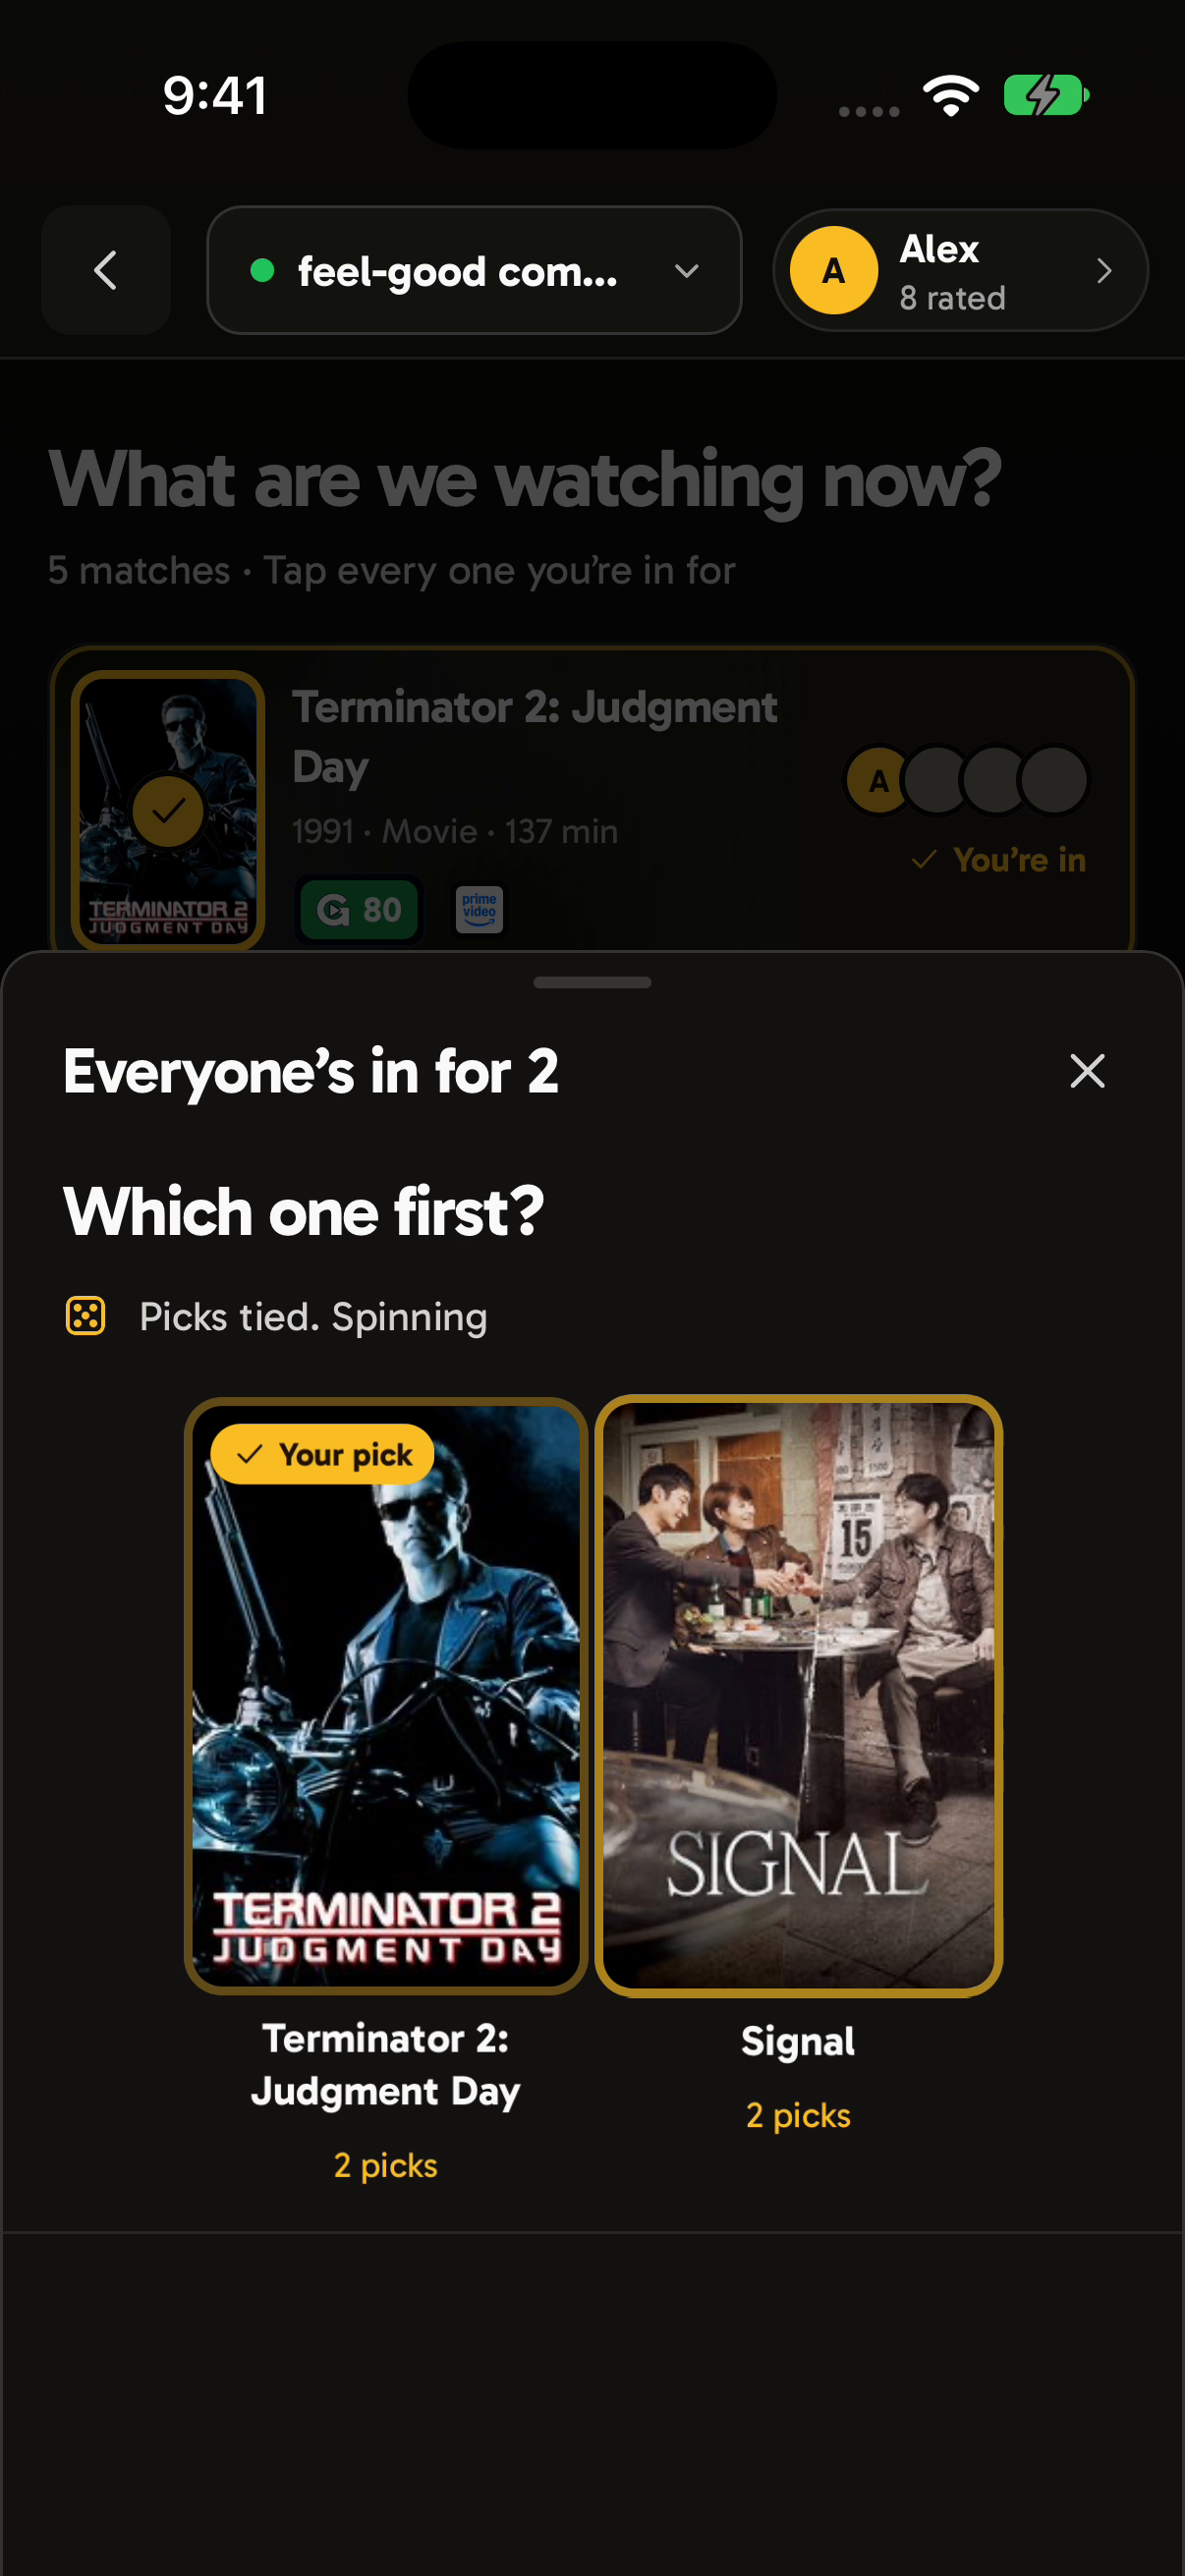 9:41
feel-good com...
A
Alex
8 rated
What are we watching now?
5 matches · Tap every one you’re in for
Terminator 2: Judgment
Day
1991 · Movie · 137 min
A
You’re in
TERMINATOR 2
JUDGMENT DAY
G 80
prime
video
Everyone’s in for 2
Which one first?
Picks tied. Spinning
Your pick
15
TERMINATOR 2
JUDGMENT DAY
SIGNAL
Terminator 2:
Judgment Day
2 picks
Signal
2 picks